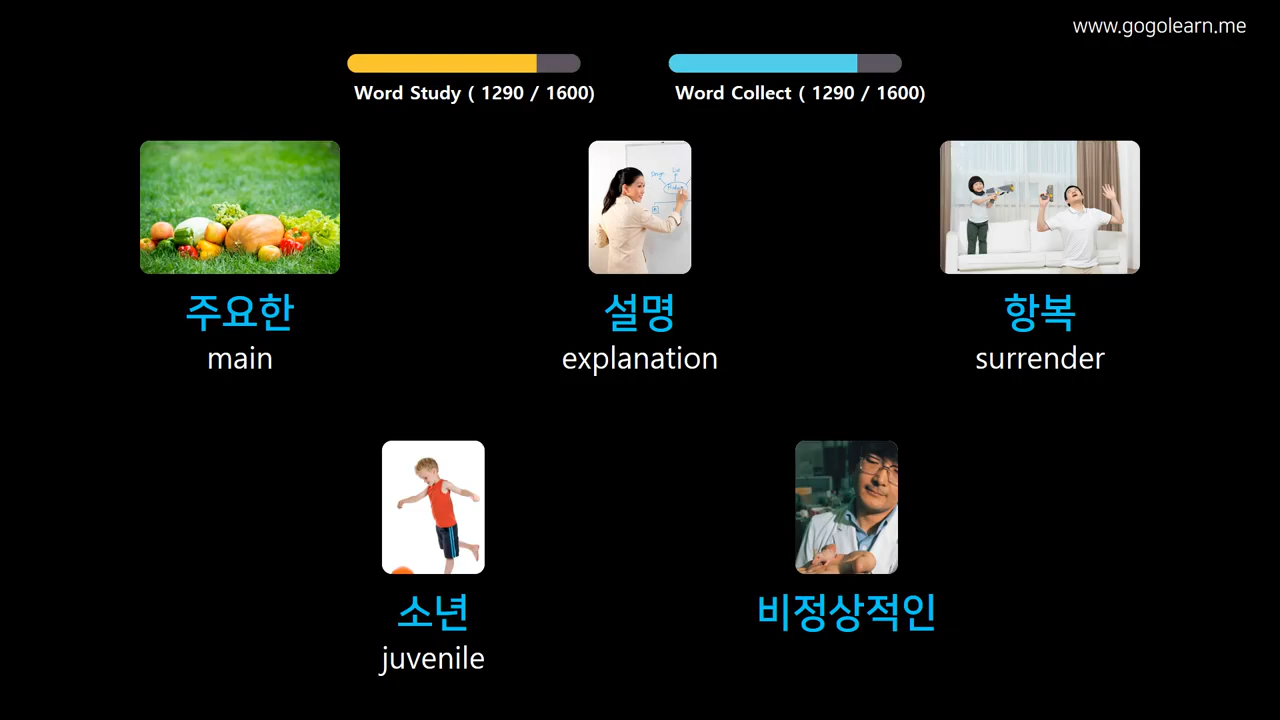 www.gogolearn.me
Word Study ( 1290 / 1600)
Word Collect ( 1290 / 1600)
주요한
main
설명
explanation
항복
surrender
소년
juvenile
비정상적인